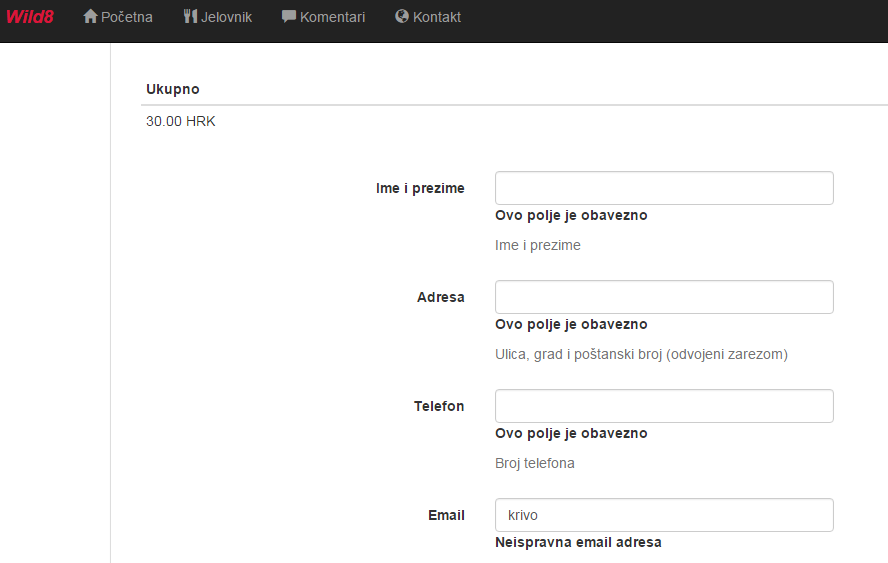 Wild8 Početna Jelovnik Komentari Kontakt
Ukupno
30.00 HRK
Ime i prezime
Ovo polje je obavezno
Ime i prezime
Adresa
Ovo polje je obavezno
Ulica, grad i poštanski broj (odvojeni zarezom)
Telefon
Ovo polje je obavezno
Broj telefona
Email krivo
Neispravna email adresa